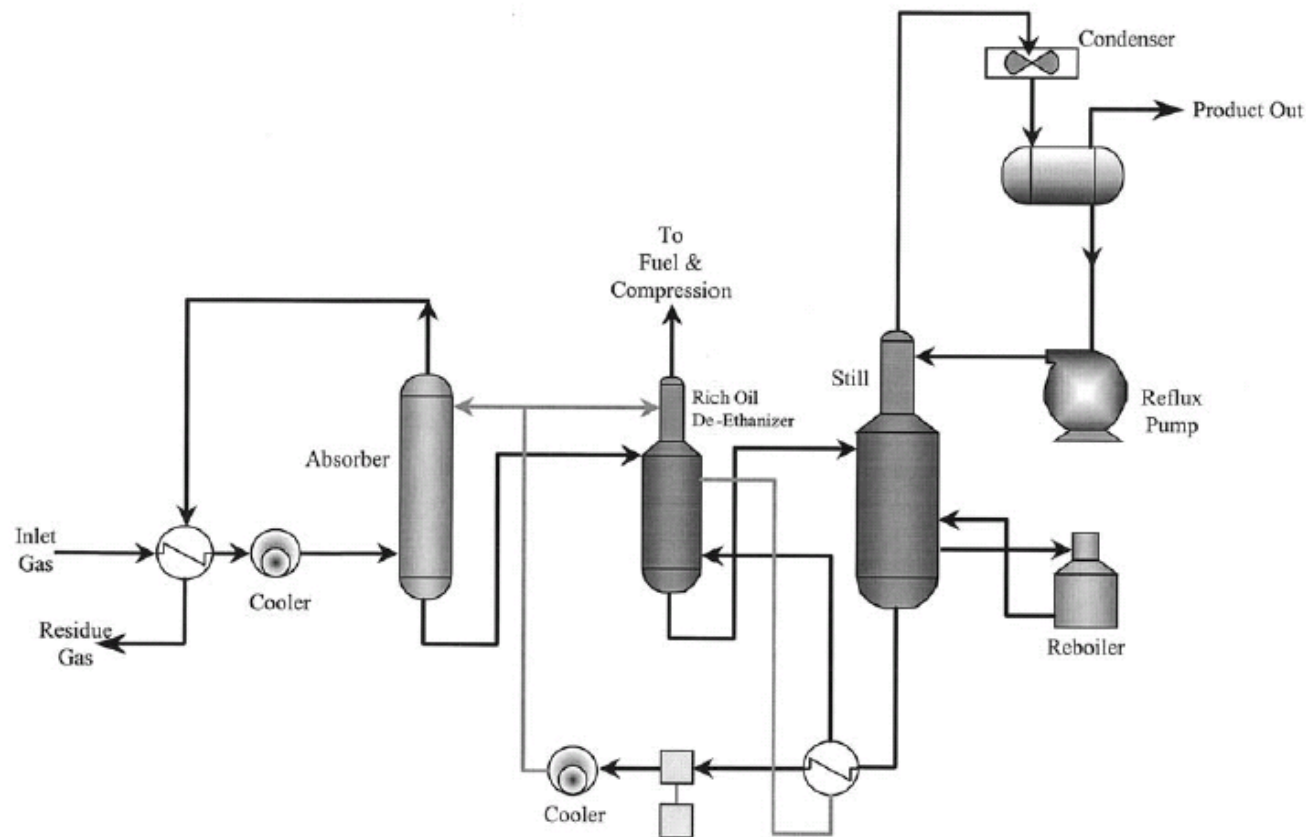 Condenser
Product Out
To
Fuel &
Compression
Still
Rich Oil
De-Ethanizer
Reflux
Pump
Absorber
Inlet
Gas
Cooler
Residue
Gas
Reboiler
Cooler